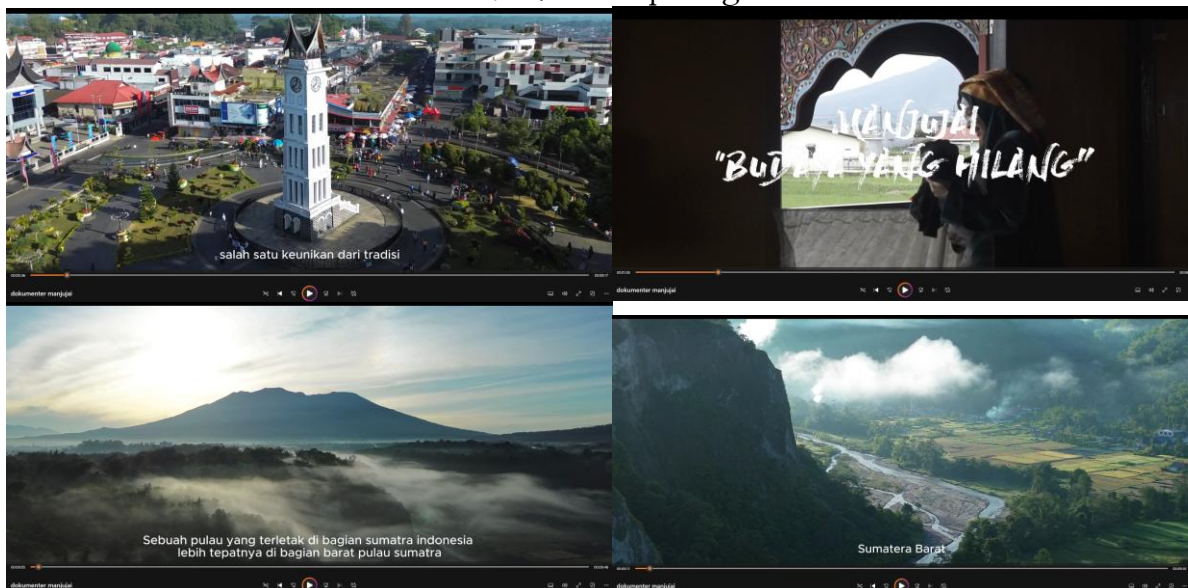 salah satu keunikan dari tradisi
dokumenter manjujai
MANJUJAI
"BUDAYA YANG HILANG"
dokumenter manjujai
Sebuah pulau yang terletak di bagian sumatra indonesia
lebih tepatnya di bagian barat pulau sumatra
dokumenter manjujai
Sumatera Barat
dokumenter manjujai